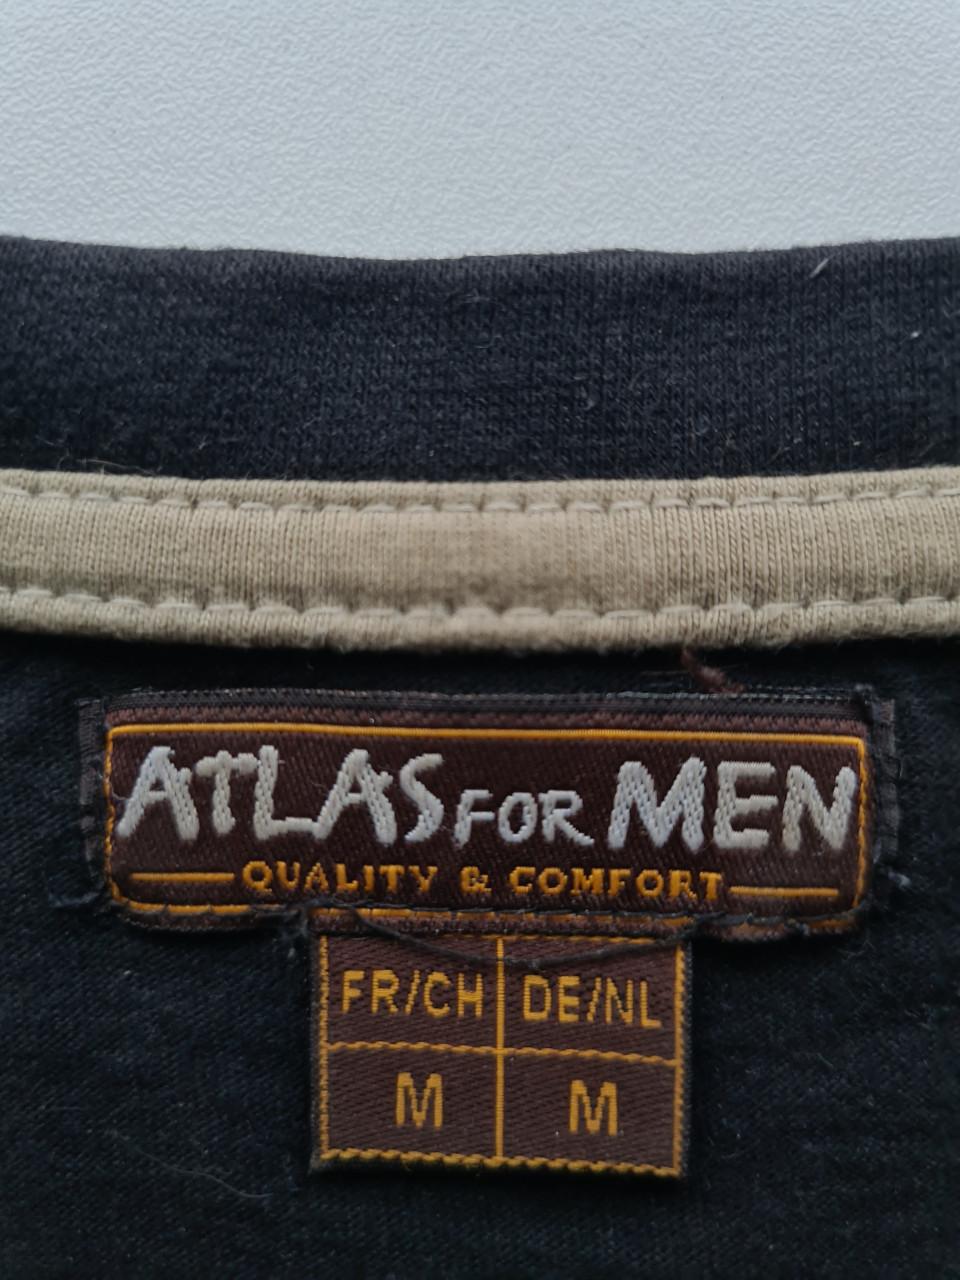 ATLAS FOR MEN
QUALITY & COMFORT
FR/CH DE/NL
M M